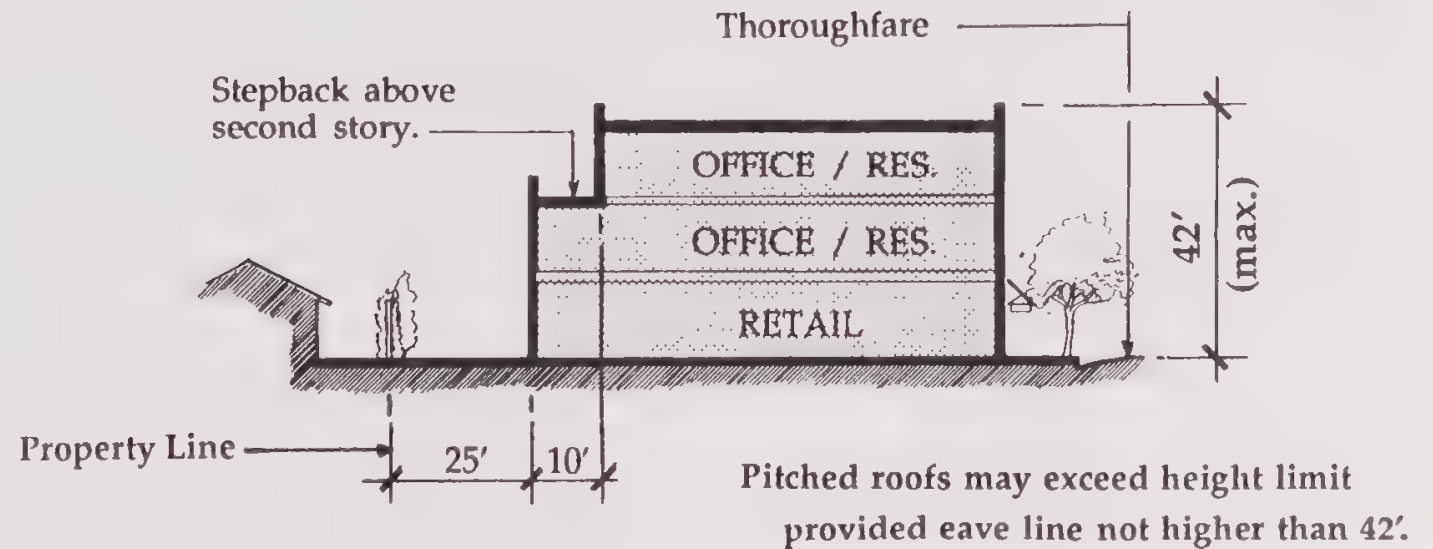 Thoroughfare
Stepback above
second story.
OFFICE / RES.
OFFICE / RES.
RETAIL
42'
(max.)
Property Line
25'
10'
Pitched roofs may exceed height limit
provided eave line not higher than 42'.